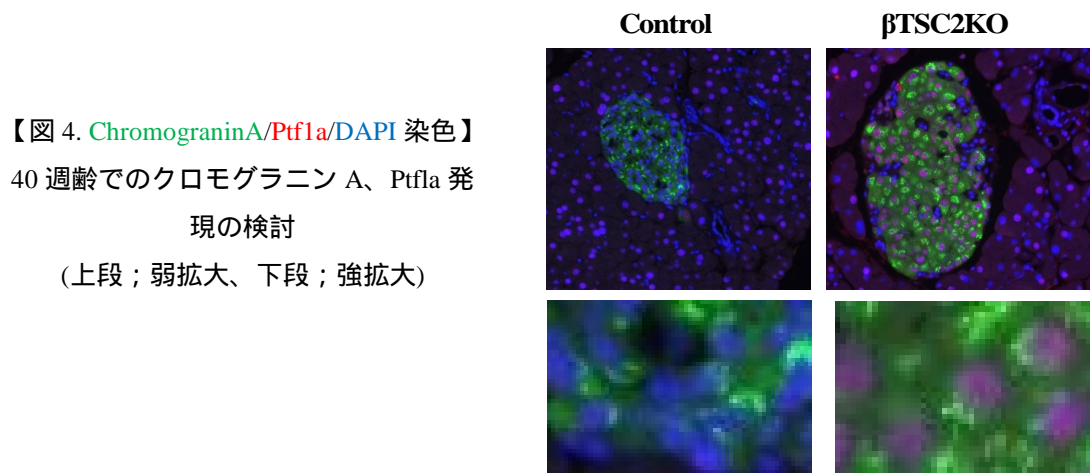 Control
βTSC2KO
【図 4. ChromograninA/Ptf1a/DAPI 染色】
40 週齢でのクロモグラニン A、Ptfla 発
現の検討
(上段；弱拡大、下段；強拡大)